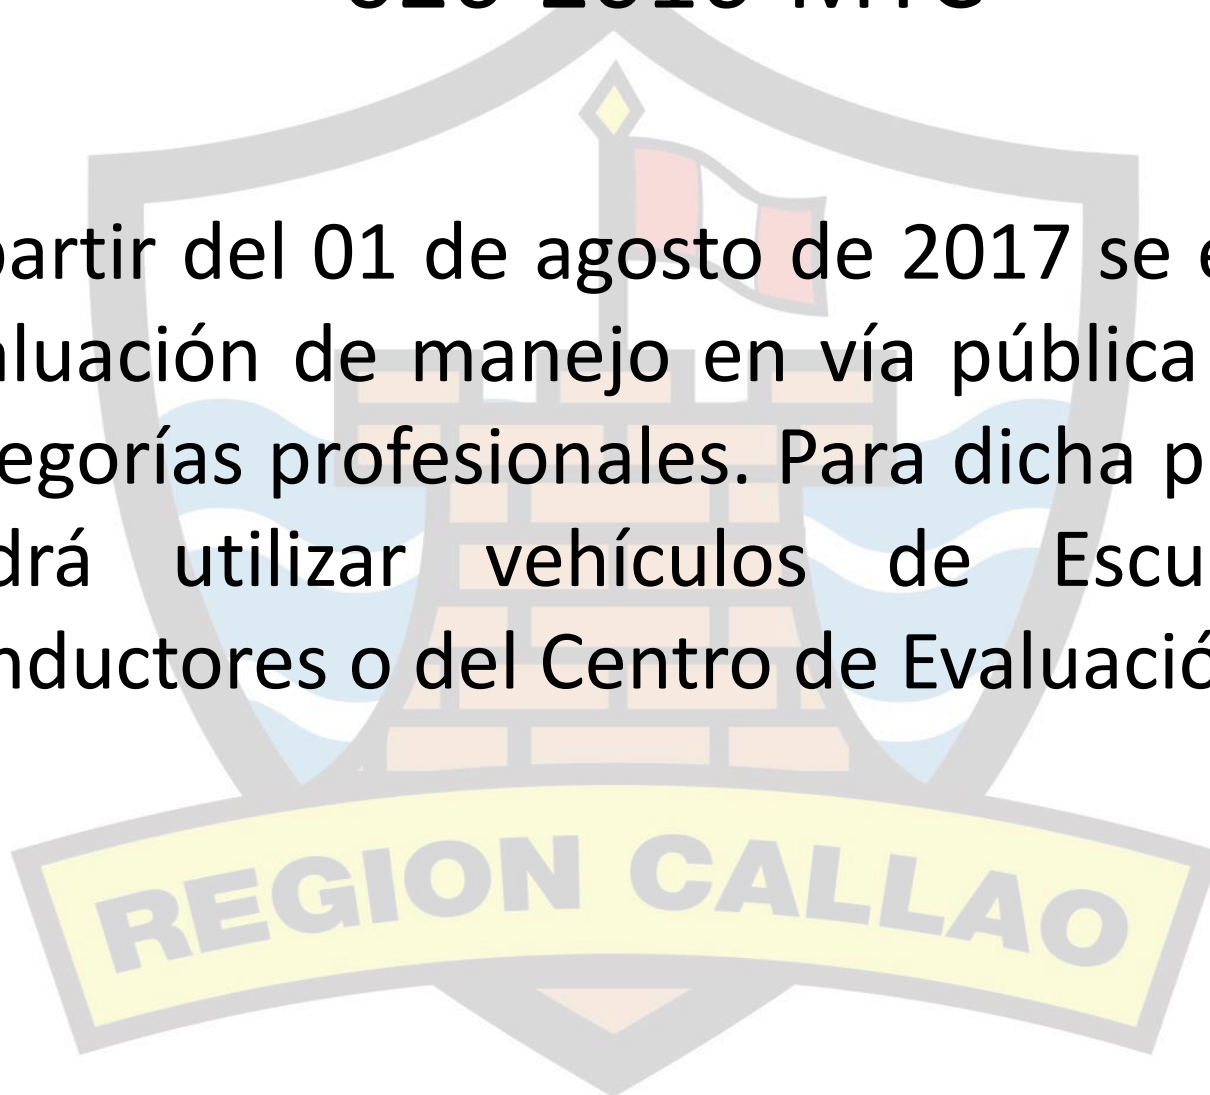 partir del 01 de agosto de 2017 se e
aluación de manejo en vía pública
egorías profesionales. Para dicha p
drá utilizar vehículos de Escu
nductores o del Centro de Evaluació
REGION CALLAO